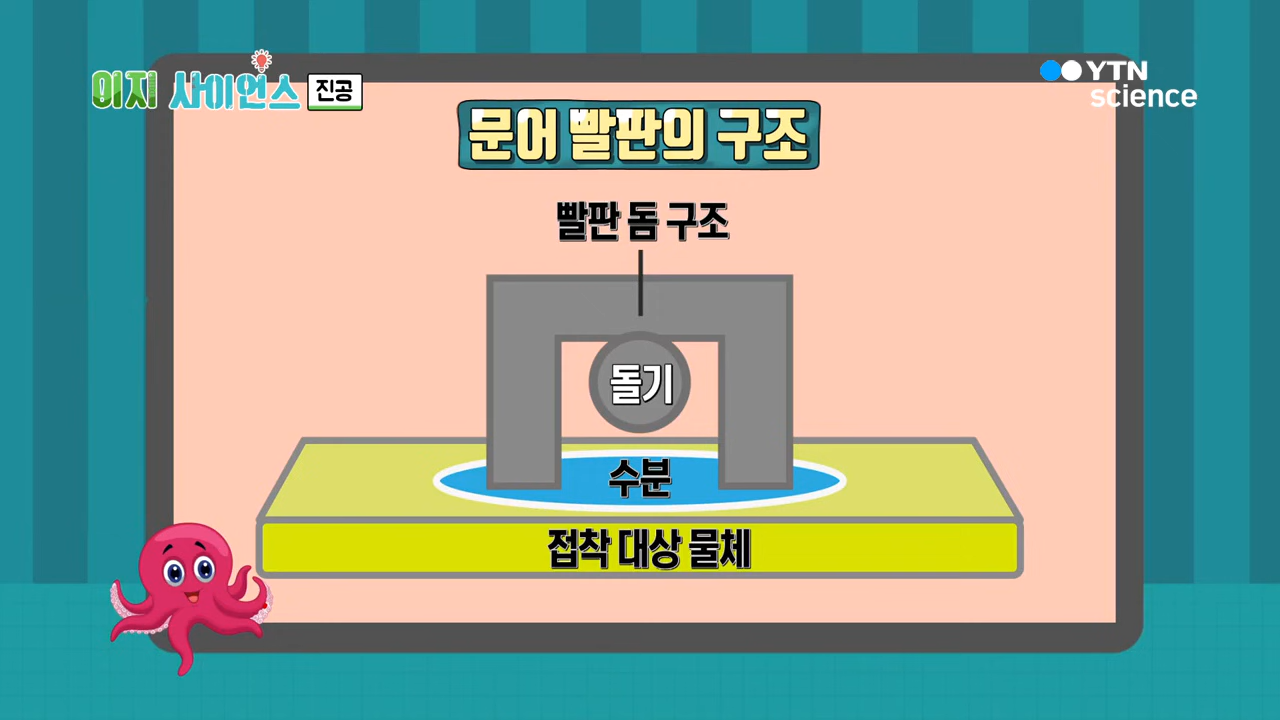 이지 사이언스 진공
YTN
science
문어 빨판의 구조
빨판 돔 구조
돌기
수분
접착 대상 물체